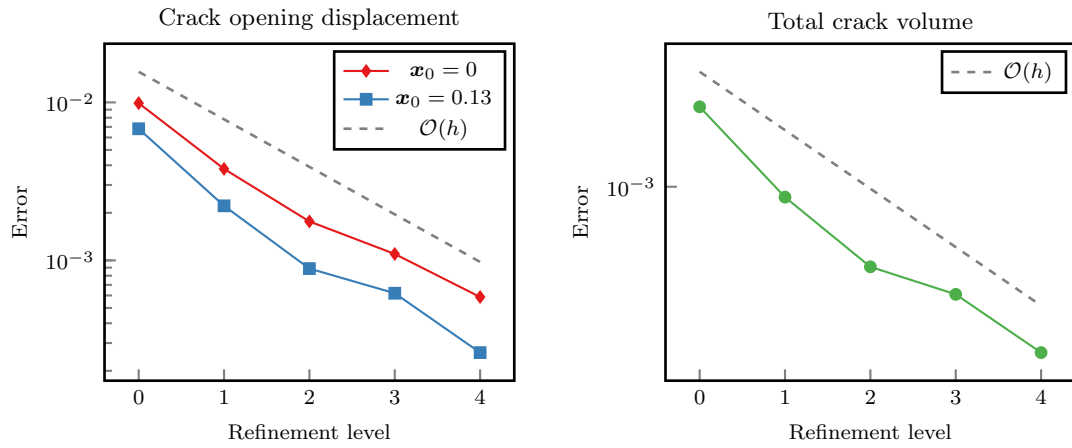 Crack opening displacement
Error
10⁻²
10⁻³
𝒙₀ = 0
𝒙₀ = 0.13
𝒪(h)
0 1 2 3 4
Refinement level
Total crack volume
Error
10⁻³
𝒪(h)
0 1 2 3 4
Refinement level